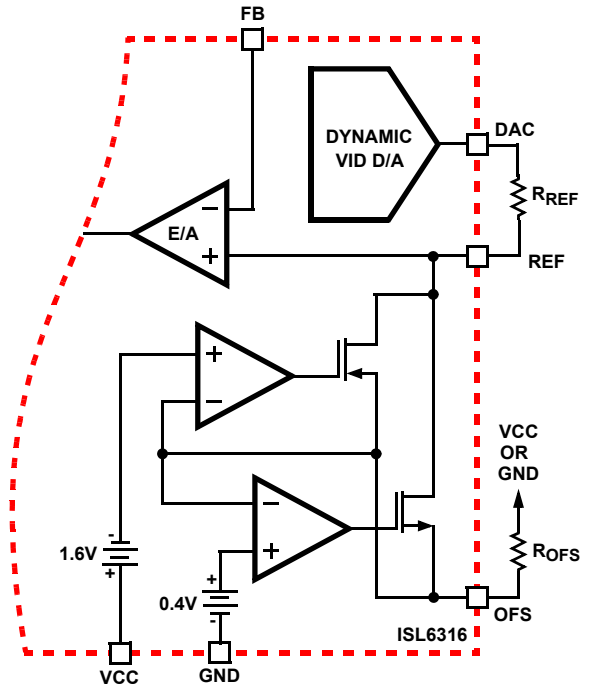 FB
DYNAMIC
VID D/A
DAC
RREF
E/A
-
+
REF
+
-
VCC
OR
GND
-
+
-
1.6V
+
+
0.4V
-
ROFS
OFS
ISL6316
VCC
GND